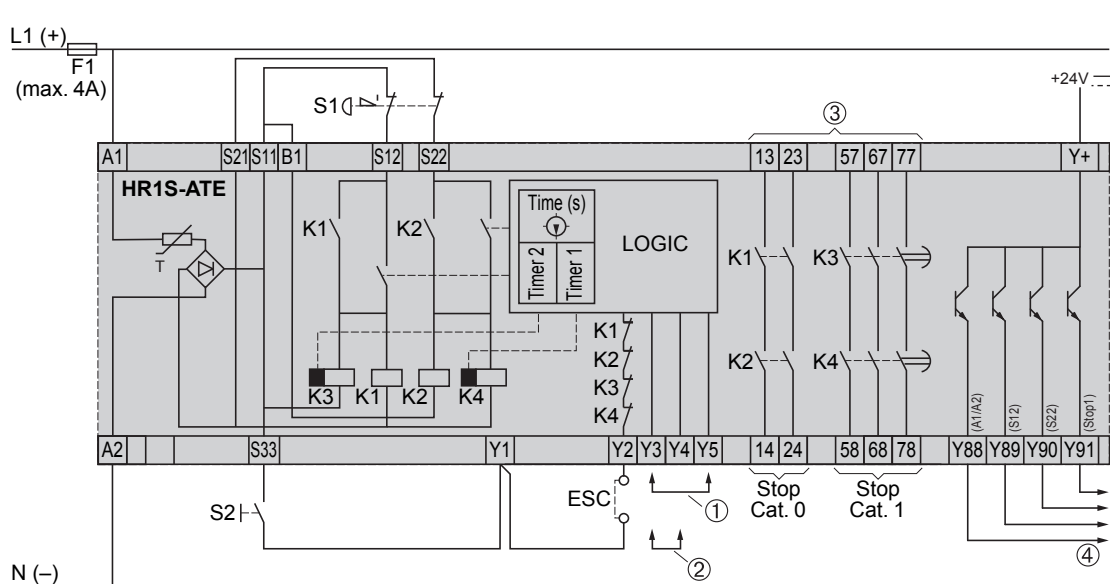 L1 (+)
F1
(max. 4A)
+24V
S1
③
A1 S21 S11 B1 S12 S22 13 23 57 67 77 Y+
HR1S-ATE
Time (s)
LOGIC
Timer 2
Timer 1
K1 K2 K1 K3
T
K1
K2
K3
K4
K2 K4
K3 K1 K2 K4
(A1/A2)
(S12)
(S22)
(Stop1)
A2 S33 Y1 Y2 Y3 Y4 Y5 14 24 58 68 78 Y88 Y89 Y90 Y91
S2
ESC
①
Stop
Cat. 0
Stop
Cat. 1
②
④
N (–)